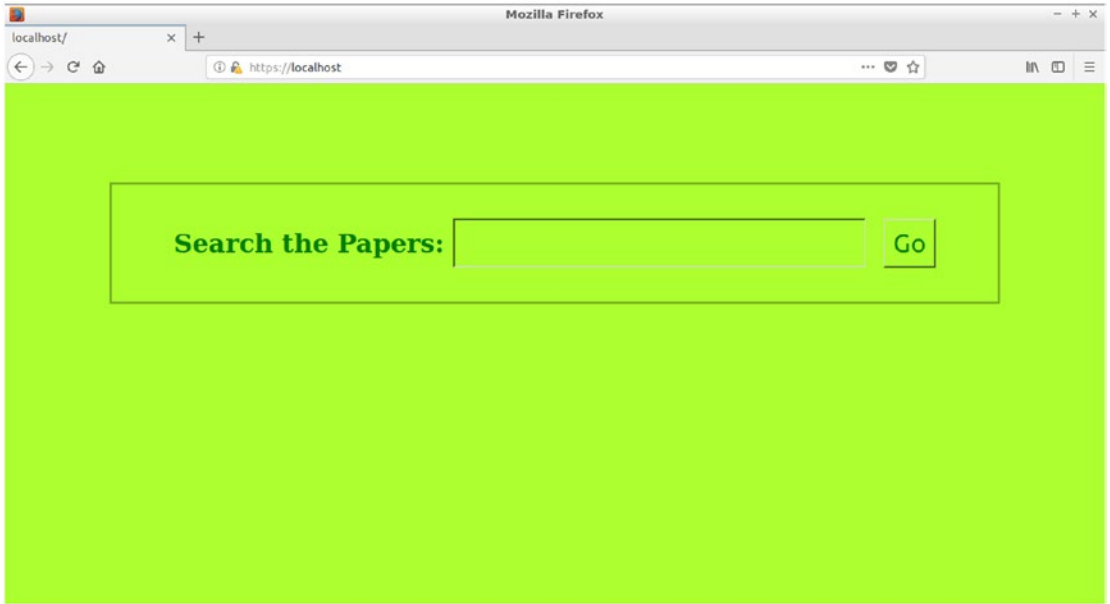 Mozilla Firefox
localhost/
https://localhost
Search the Papers:
Go